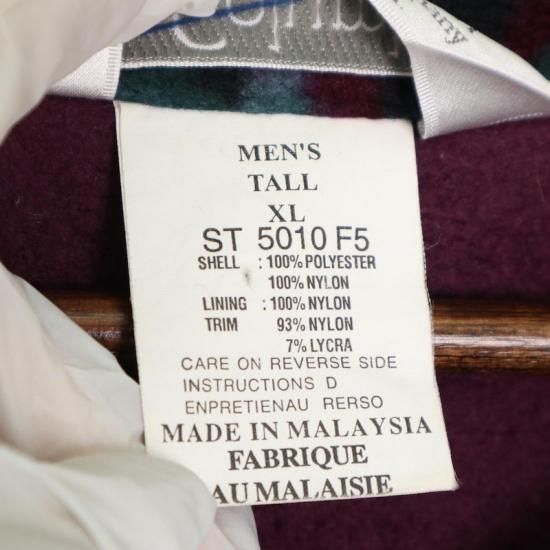 MEN'S
TALL
XL
ST 5010 F5
SHELL : 100% POLYESTER
100% NYLON
LINING : 100% NYLON
TRIM 93% NYLON
7% LYCRA
CARE ON REVERSE SIDE
INSTRUCTIONS D
ENPRETIENAU RERSO
MADE IN MALAYSIA
FABRIQUE
AU MALAISIE